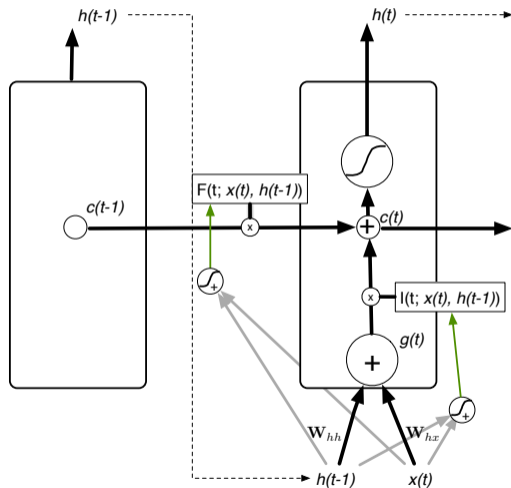 h(t-1)
h(t)
F(t; x(t), h(t-1))
c(t-1)
x
+
c(t)
x
I(t; x(t), h(t-1))
g(t)
+
+
+
W_hh
W_hx
h(t-1)
x(t)